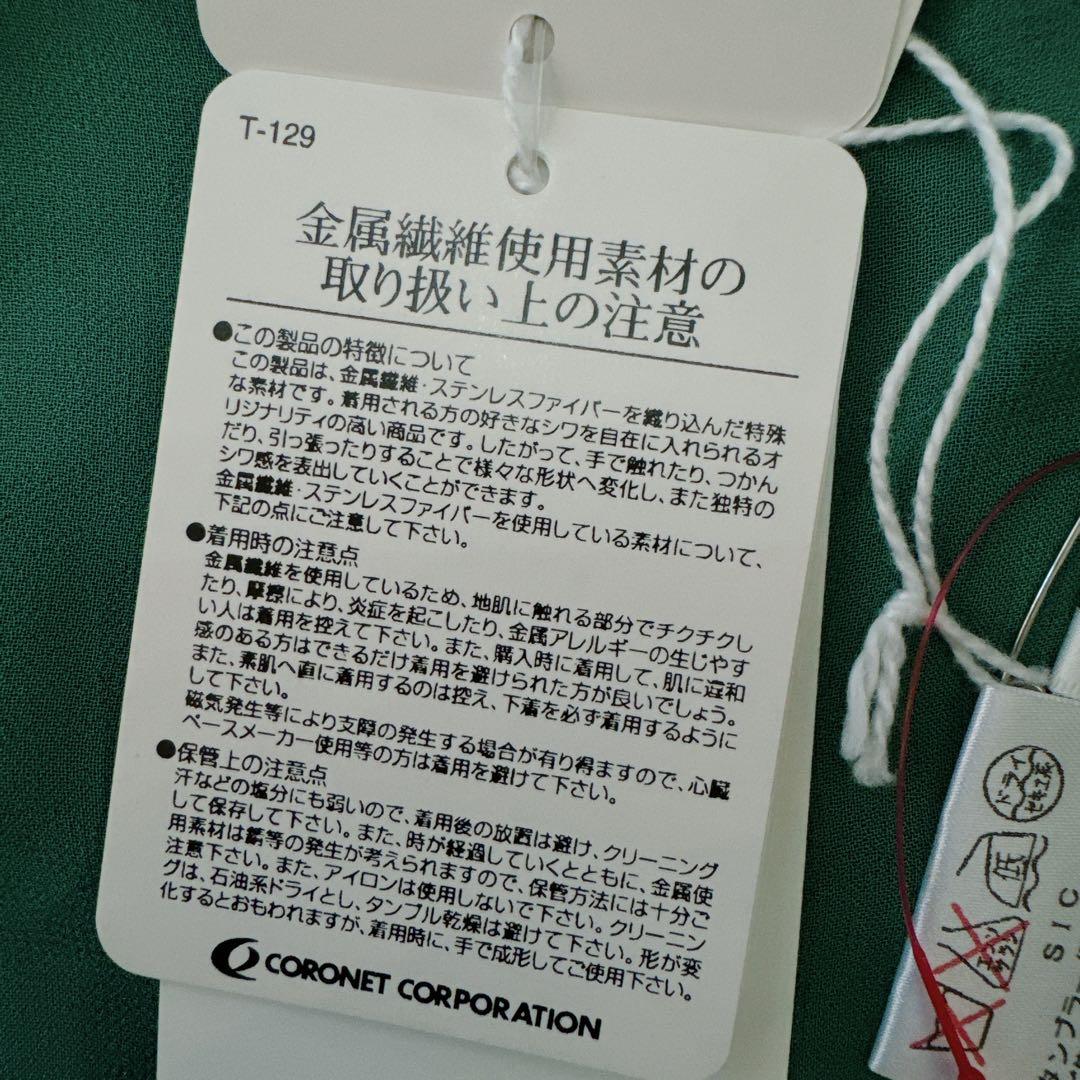 T-129
金属繊維使用素材の
取り扱い上の注意
●この製品の特徴について
この製品は、金属繊維・ステンレスファイバーを織り込んだ特殊
な素材です。着用される方の好きなシワを自在に入れられるオ
リジナリティの高い商品です。したがって、手で触れたり、つかん
だり、引っ張ったりすることで様々な形状へ変化し、また独特の
シワ感を表出していくことができます。
金属繊維・ステンレスファイバーを使用している素材について、
下記の点にご注意して下さい。
●着用時の注意点
金属繊維を使用しているため、地肌に触れる部分でチクチクし
たり、摩擦により、炎症を起こしたり、金属アレルギーの生じやす
い人は着用を控えて下さい。また、購入時に着用して、肌に違和
感のある方はできるだけ着用を避けられた方が良いでしょう。
また、素肌へ直に着用するのは控え、下着を必ず着用するように
して下さい。
磁気発生等により支障の発生する場合が有り得ますので、心臓
ペースメーカー使用等の方は着用を避けて下さい。
●保管上の注意点
汗などの塩分にも弱いので、着用後の放置は避け、クリーニング
して保存して下さい。また、時が経過していくとともに、金属使
用素材は錆等の発生が考えられますので、保管方法には十分ご
注意下さい。また、アイロンは使用しないで下さい。クリーニン
グは、石油系ドライとし、タンブル乾燥は避けて下さい。形が変
化するとおもわれますが、着用時に、手で成形してご使用下さい。
CORONET CORPORATION
ドライ
石油系
低
エンソ
サラシ
SIC
タンブラー